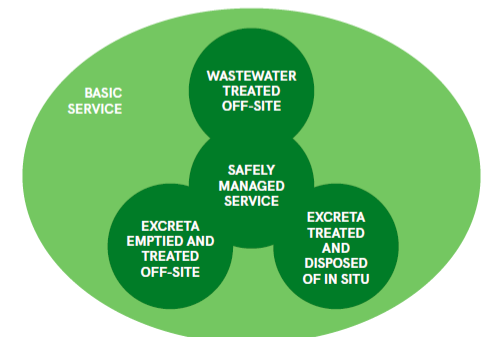 BASIC
SERVICE
WASTEWATER
TREATED
OFF-SITE
SAFELY
MANAGED
SERVICE
EXCRETA
EMPTIED AND
TREATED
OFF-SITE
EXCRETA
TREATED
AND
DISPOSED
OF IN SITU